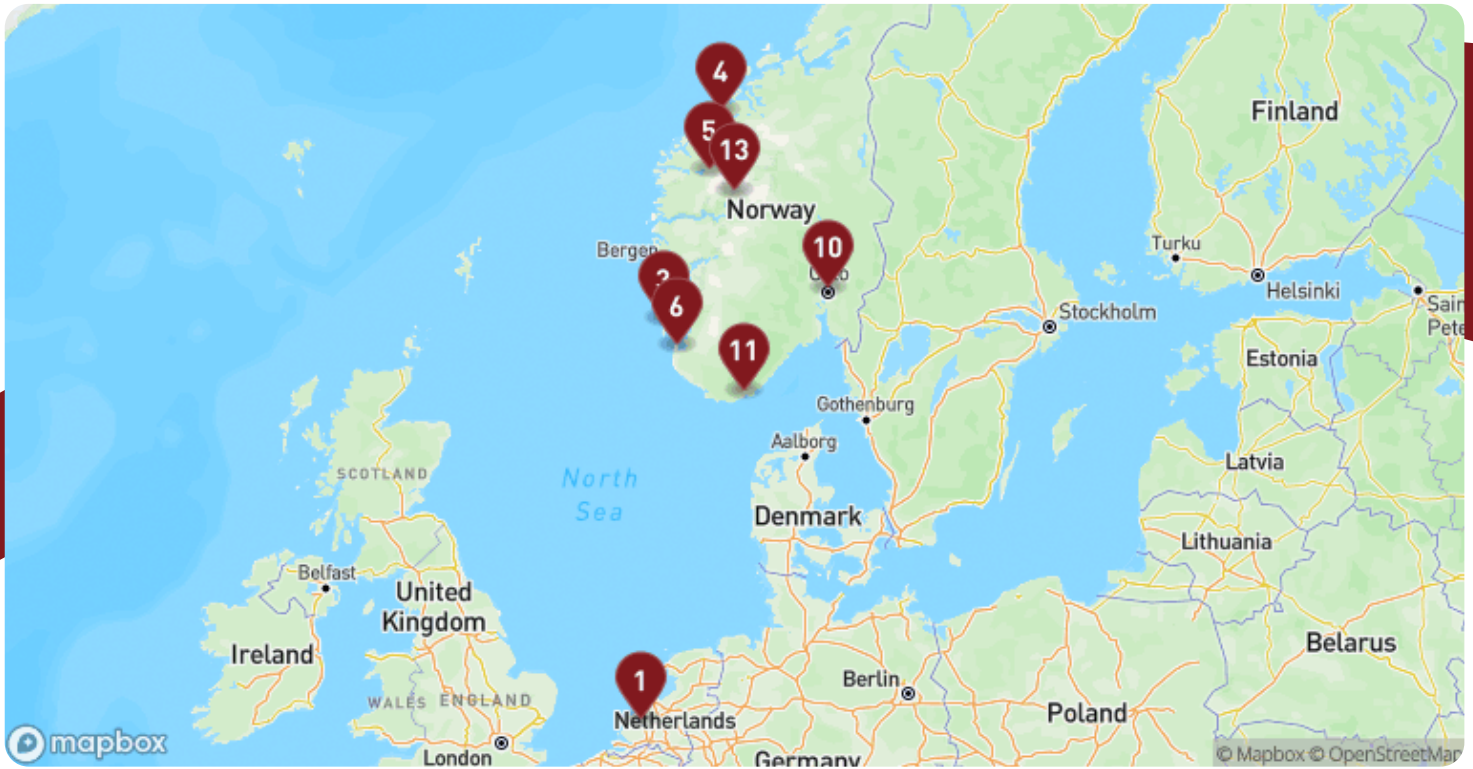 4
5
13
Finland
Norway
10
Bergen
Turku
Helsinki
3
6
Stockholm
11
Estonia
Gothenburg
Aalborg
Latvia
SCOTLAND
North
Sea
Denmark
Lithuania
Belfast
United
Kingdom
Belarus
Ireland
1
Berlin
WALES
ENGLAND
Netherlands
Poland
mapbox
London
Germany
© Mapbox © OpenStreetMap